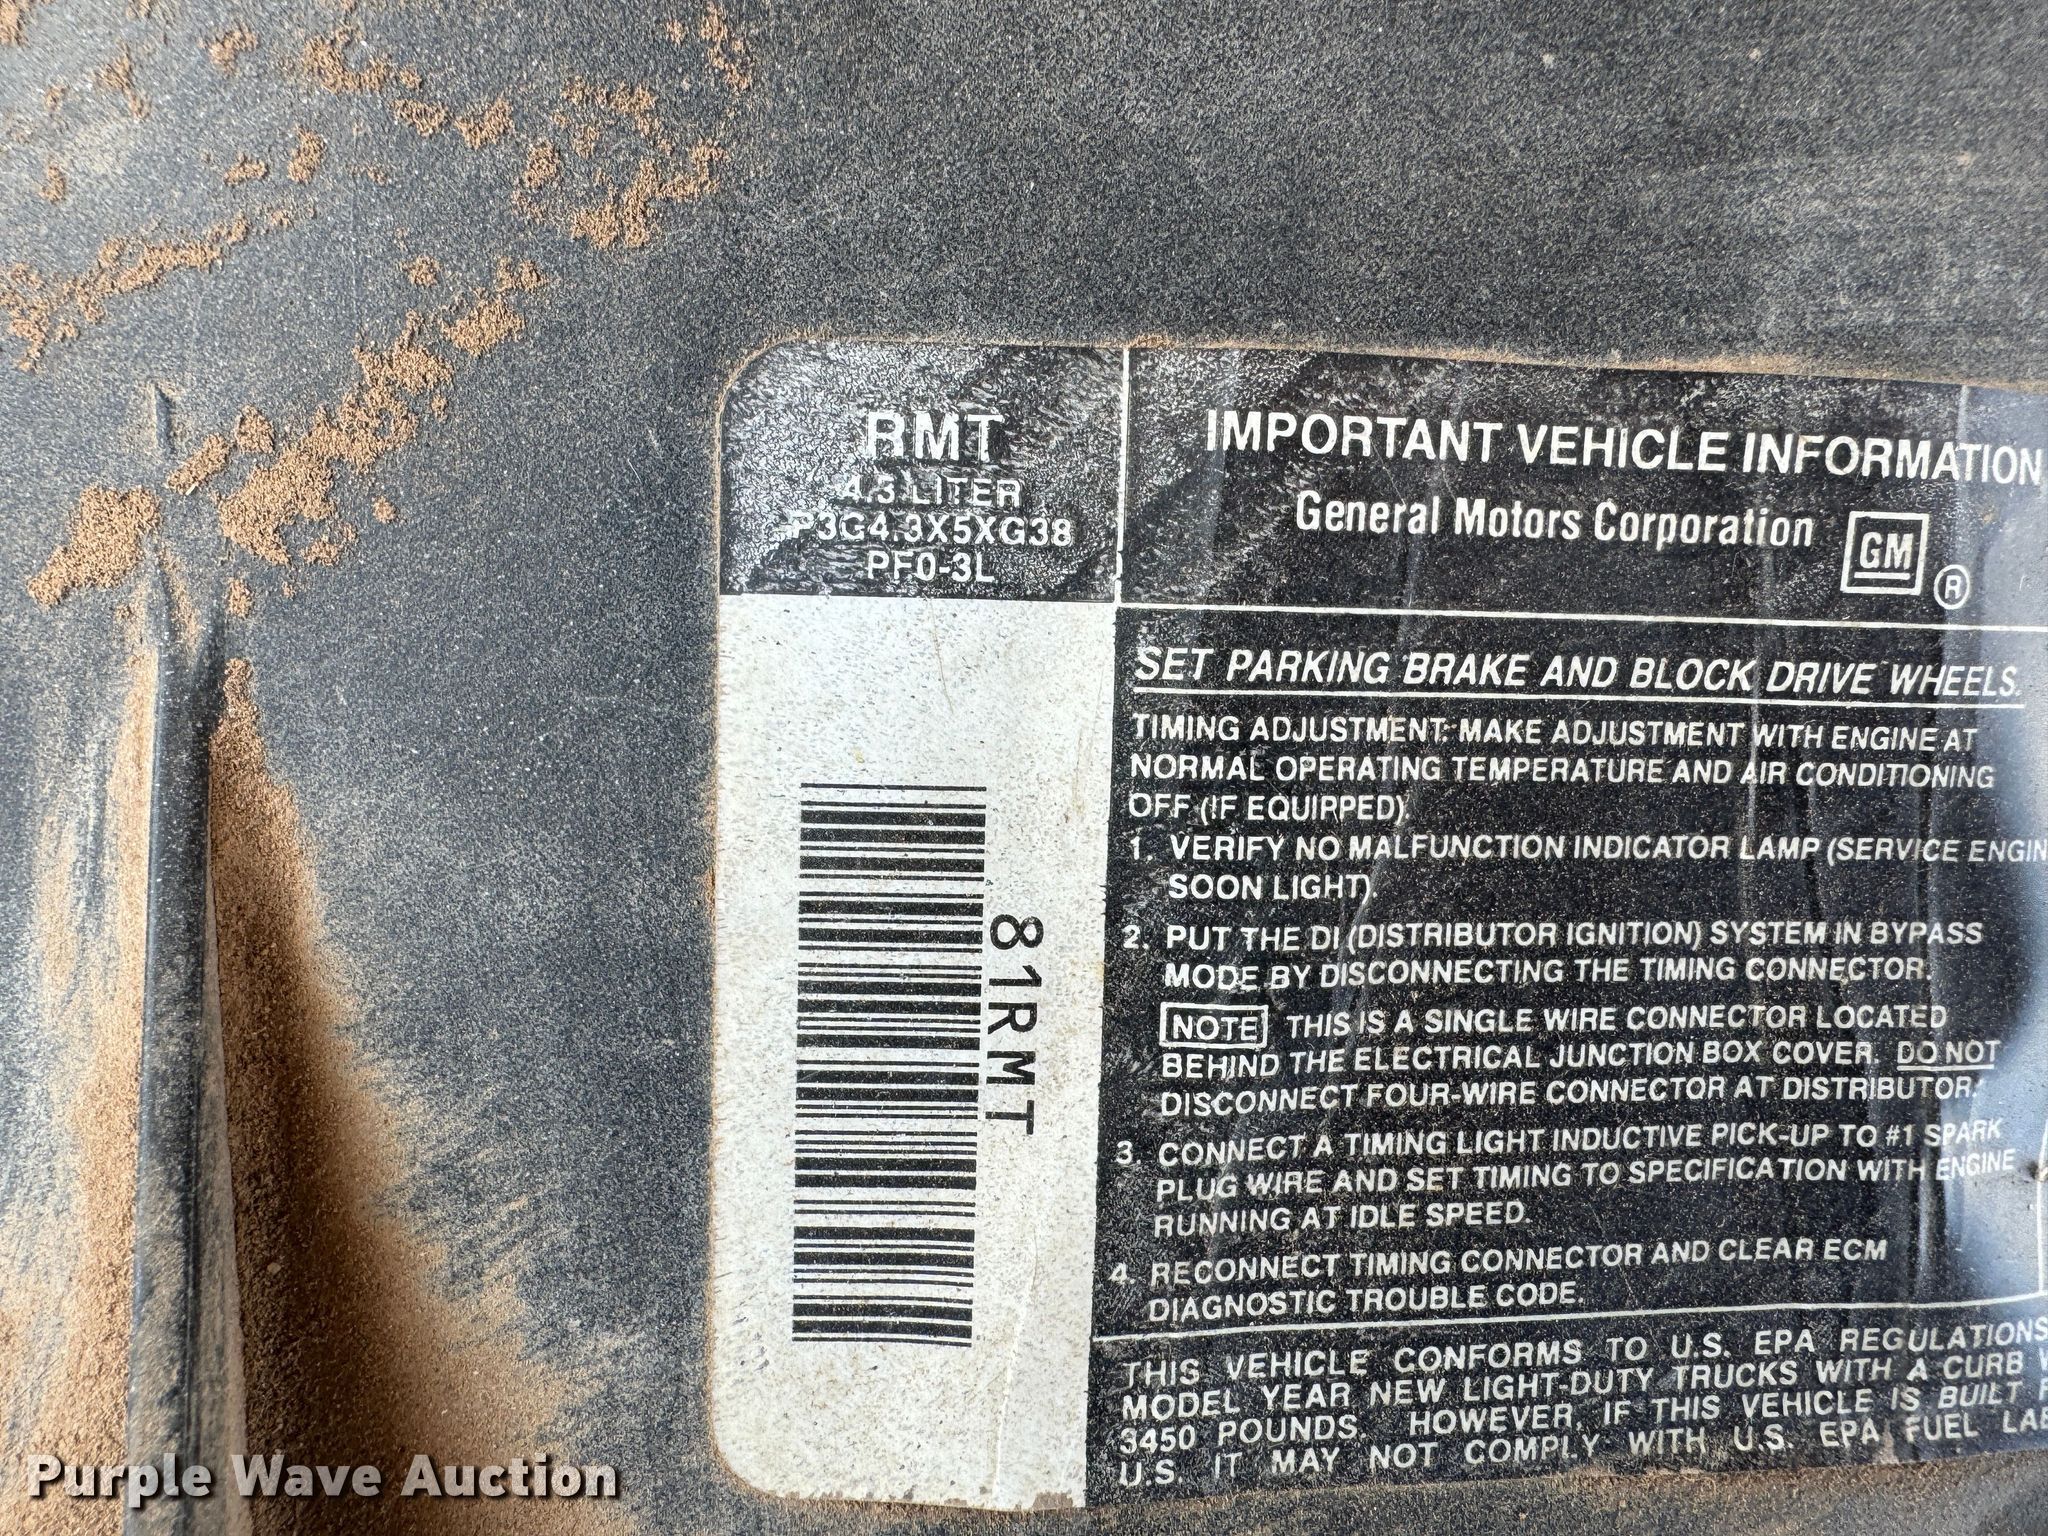 RMT
4.3 LITER
P3G4.3X5XG38
PF0-3L
81RMT
IMPORTANT VEHICLE INFORMATION
General Motors Corporation
GM ®
SET PARKING BRAKE AND BLOCK DRIVE WHEELS.
TIMING ADJUSTMENT: MAKE ADJUSTMENT WITH ENGINE AT
NORMAL OPERATING TEMPERATURE AND AIR CONDITIONING
OFF (IF EQUIPPED).
1. VERIFY NO MALFUNCTION INDICATOR LAMP (SERVICE ENGIN
SOON LIGHT).
2. PUT THE DI (DISTRIBUTOR IGNITION) SYSTEM IN BYPASS
MODE BY DISCONNECTING THE TIMING CONNECTOR.
NOTE THIS IS A SINGLE WIRE CONNECTOR LOCATED
BEHIND THE ELECTRICAL JUNCTION BOX COVER. DO NOT
DISCONNECT FOUR-WIRE CONNECTOR AT DISTRIBUTOR.
3. CONNECT A TIMING LIGHT INDUCTIVE PICK-UP TO #1 SPARK
PLUG WIRE AND SET TIMING TO SPECIFICATION WITH ENGINE
RUNNING AT IDLE SPEED.
4. RECONNECT TIMING CONNECTOR AND CLEAR ECM
DIAGNOSTIC TROUBLE CODE.
THIS VEHICLE CONFORMS TO U.S. EPA REGULATIONS
MODEL YEAR NEW LIGHT-DUTY TRUCKS WITH A CURB
3450 POUNDS. HOWEVER, IF THIS VEHICLE IS BUILT
U.S. IT MAY NOT COMPLY WITH U.S. EPA FUEL
Purple Wave Auction